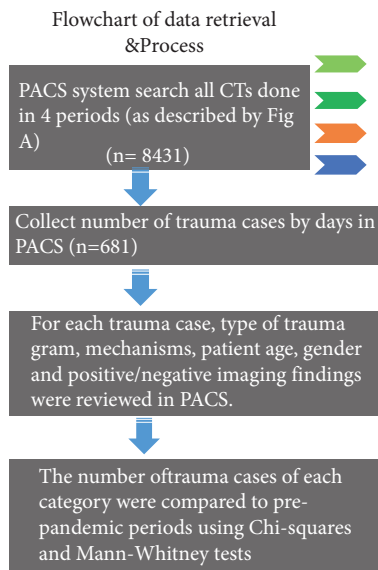 Flowchart of data retrieval
&Process
PACS system search all CTs done
in 4 periods (as described by Fig
A)
(n= 8431)
Collect number of trauma cases by days in
PACS (n=681)
For each trauma case, type of trauma
gram, mechanisms, patient age, gender
and positive/negative imaging findings
were reviewed in PACS.
The number oftrauma cases of each
category were compared to pre-
pandemic periods using Chi-squares
and Mann-Whitney tests